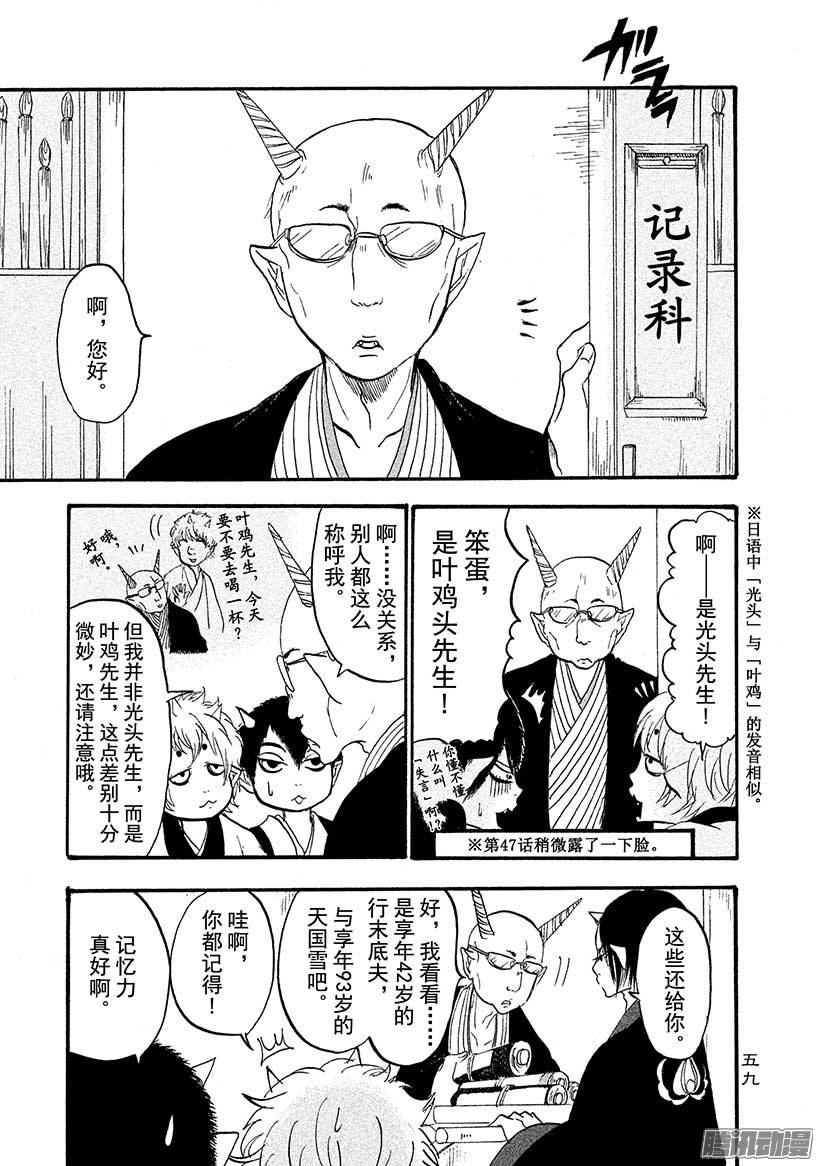 ガララ
记录科
啊，您好。
※日语中「光头」与「叶鸡」的发音相似。
啊——是光头先生！
笨蛋，
是叶鸡头先生！
你懂不懂
什么叫
「失言」啊!?
※第47话稍微露了一下脸。
啊……没关系，
别人都这么
称呼我。
叶鸡先生，今天
要不要去喝一杯？
哦，
好啊。
但我并非光头先生，而是
叶鸡先生，这点差别十分
微妙，还请注意哦。
这些还给你。
好，我看看……
是享年42岁的
行末底夫，
与享年93岁的
天国雪吧。
哇啊，
你都记得！
记忆力
真好啊。
五九
腾讯动漫